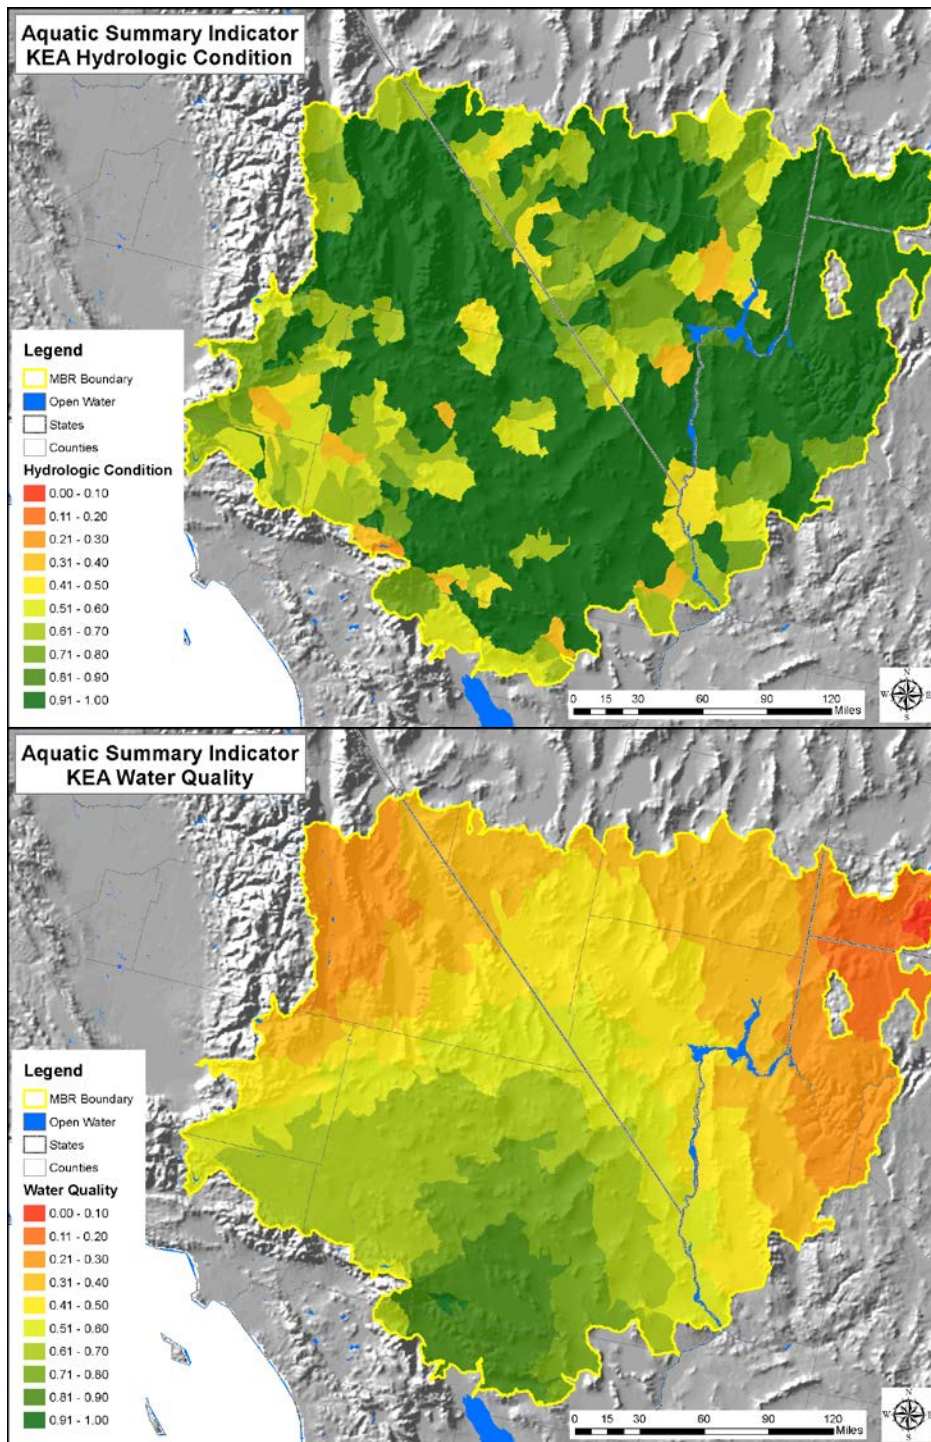 Aquatic Summary Indicator
KEA Hydrologic Condition
Legend
MBR Boundary
Open Water
States
Counties
Hydrologic Condition
0.00 - 0.10
0.11 - 0.20
0.21 - 0.30
0.31 - 0.40
0.41 - 0.50
0.51 - 0.60
0.61 - 0.70
0.71 - 0.80
0.81 - 0.90
0.91 - 1.00
N
W E
S
0 15 30 60 90 120
Miles
Aquatic Summary Indicator
KEA Water Quality
Legend
MBR Boundary
Open Water
States
Counties
Water Quality
0.00 - 0.10
0.11 - 0.20
0.21 - 0.30
0.31 - 0.40
0.41 - 0.50
0.51 - 0.60
0.61 - 0.70
0.71 - 0.80
0.81 - 0.90
0.91 - 1.00
N
W E
S
0 15 30 60 90 120
Miles